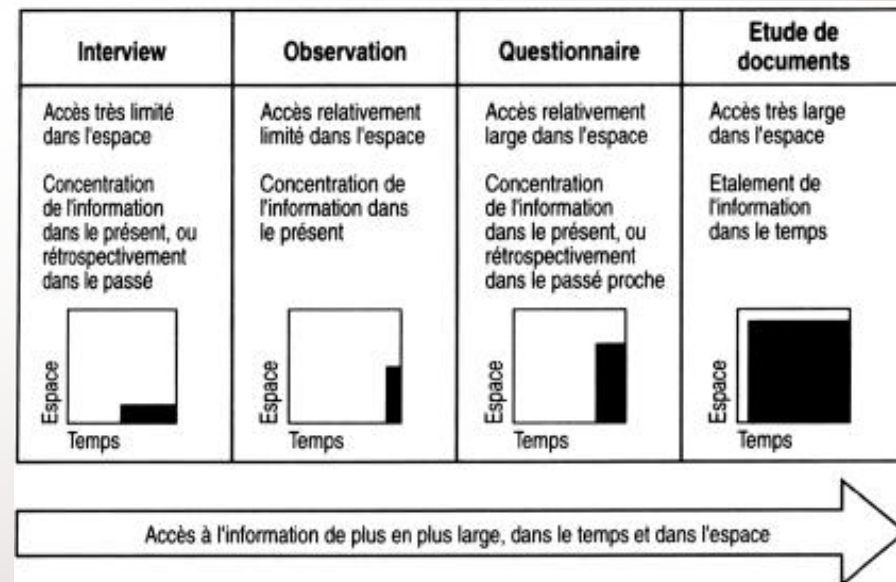 Interview
Observation
Questionnaire
Etude de
documents
Accès très limité
dans l'espace
Concentration
de l'information
dans le présent, ou
rétrospectivement
dans le passé
Espace
Temps
Accès relativement
limité dans l'espace
Concentration de
l'information dans
le présent
Espace
Temps
Accès relativement
large dans l'espace
Concentration
de l'information
dans le présent, ou
rétrospectivement
dans le passé proche
Espace
Temps
Accès très large
dans l'espace
Etalement de
l'information
dans le temps
Espace
Temps
Accès à l'information de plus en plus large, dans le temps et dans l'espace